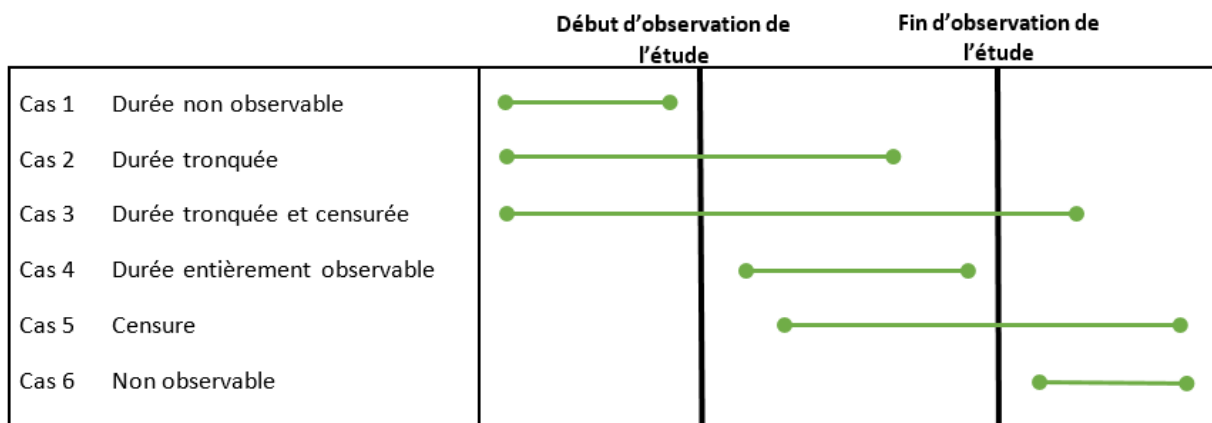 Début d'observation de
l'étude
Fin d'observation de
l'étude
Cas 1 Durée non observable
Cas 2 Durée tronquée
Cas 3 Durée tronquée et censurée
Cas 4 Durée entièrement observable
Cas 5 Censure
Cas 6 Non observable